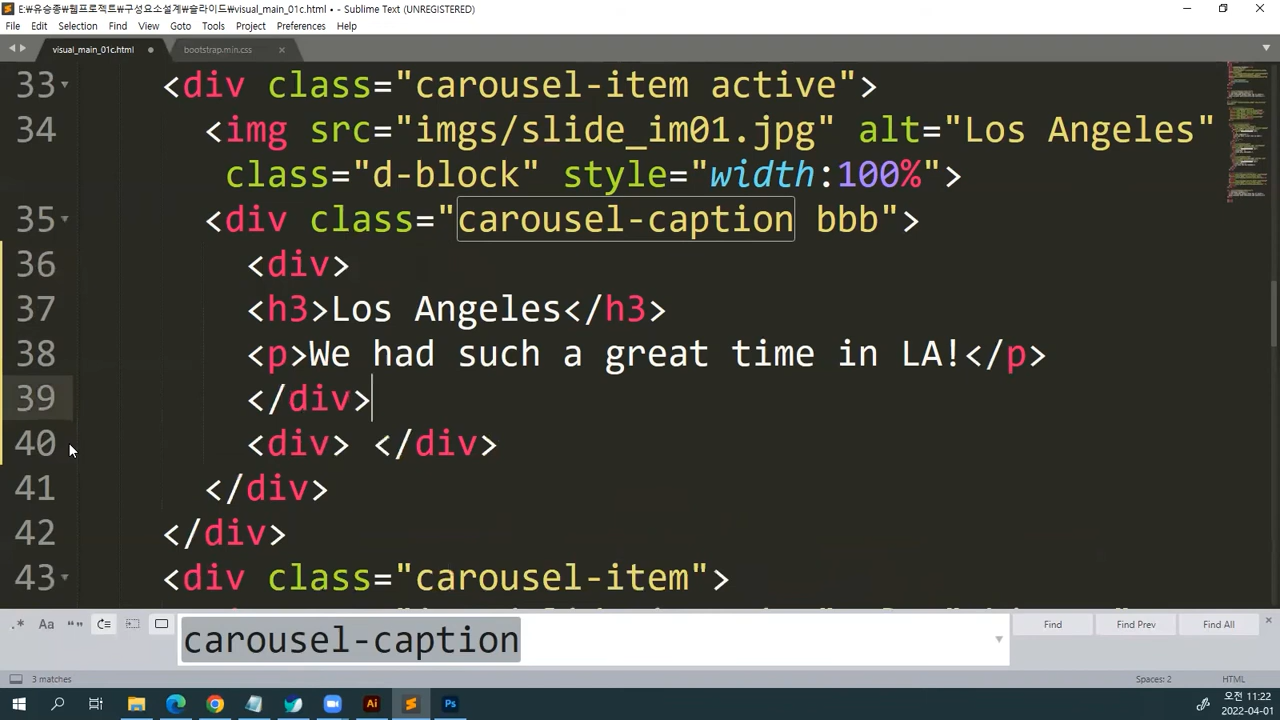 E:￦유승종￦웹프로젝트￦구성요소설계￦슬라이드￦visual_main_01c.html • - Sublime Text (UNREGISTERED)
File Edit Selection Find View Goto Tools Project Preferences Help
visual_main_01c.html bootstrap.min.css
33 <div class="carousel-item active">
34 <img src="imgs/slide_im01.jpg" alt="Los Angeles"
class="d-block" style="width:100%">
35 <div class="carousel-caption bbb">
36 <div>
37 <h3>Los Angeles</h3>
38 <p>We had such a great time in LA!</p>
39 </div>
40 <div> </div>
41 </div>
42 </div>
43 <div class="carousel-item">
.* Aa “” carousel-caption Find Find Prev Find All
3 matches Spaces: 2 HTML
Ai Ps 오전 11:22
2022-04-01